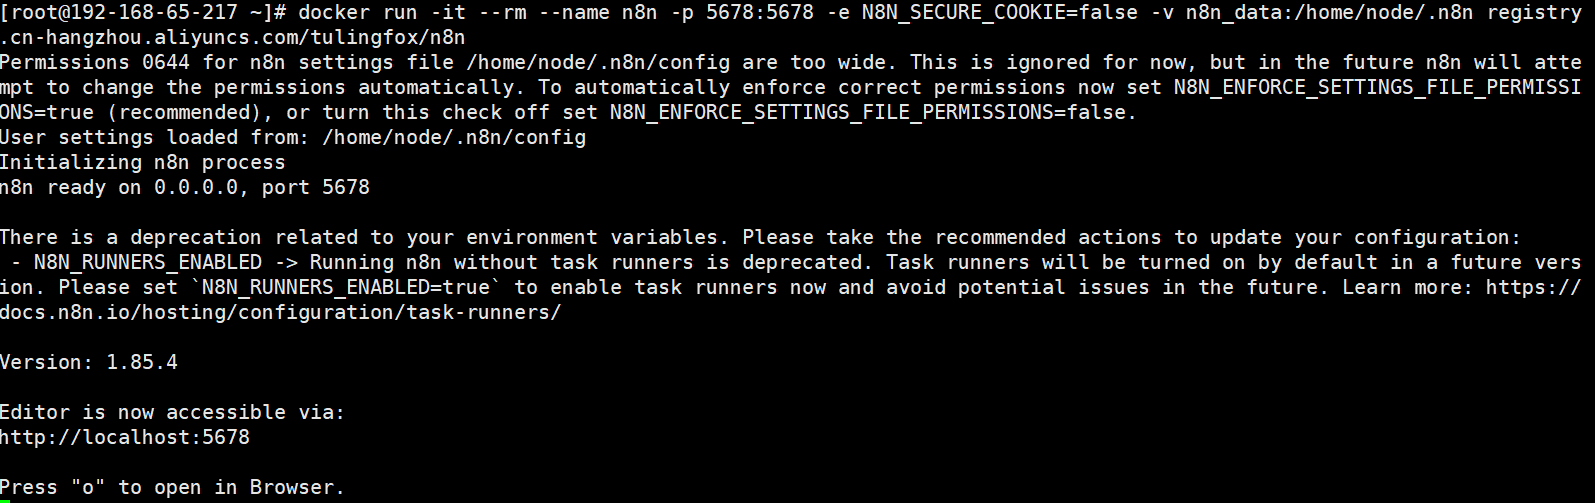 [root@192-168-65-217 ~]# docker run -it --rm --name n8n -p 5678:5678 -e N8N_SECURE_COOKIE=false -v n8n_data:/home/node/.n8n registry
.cn-hangzhou.aliyuncs.com/tulingfox/n8n
Permissions 0644 for n8n settings file /home/node/.n8n/config are too wide. This is ignored for now, but in the future n8n will atte
mpt to change the permissions automatically. To automatically enforce correct permissions now set N8N_ENFORCE_SETTINGS_FILE_PERMISSI
ONS=true (recommended), or turn this check off set N8N_ENFORCE_SETTINGS_FILE_PERMISSIONS=false.
User settings loaded from: /home/node/.n8n/config
Initializing n8n process
n8n ready on 0.0.0.0, port 5678
There is a deprecation related to your environment variables. Please take the recommended actions to update your configuration:
 - N8N_RUNNERS_ENABLED -> Running n8n without task runners is deprecated. Task runners will be turned on by default in a future vers
ion. Please set `N8N_RUNNERS_ENABLED=true` to enable task runners now and avoid potential issues in the future. Learn more: https://
docs.n8n.io/hosting/configuration/task-runners/
Version: 1.85.4
Editor is now accessible via:
http://localhost:5678
Press "o" to open in Browser.